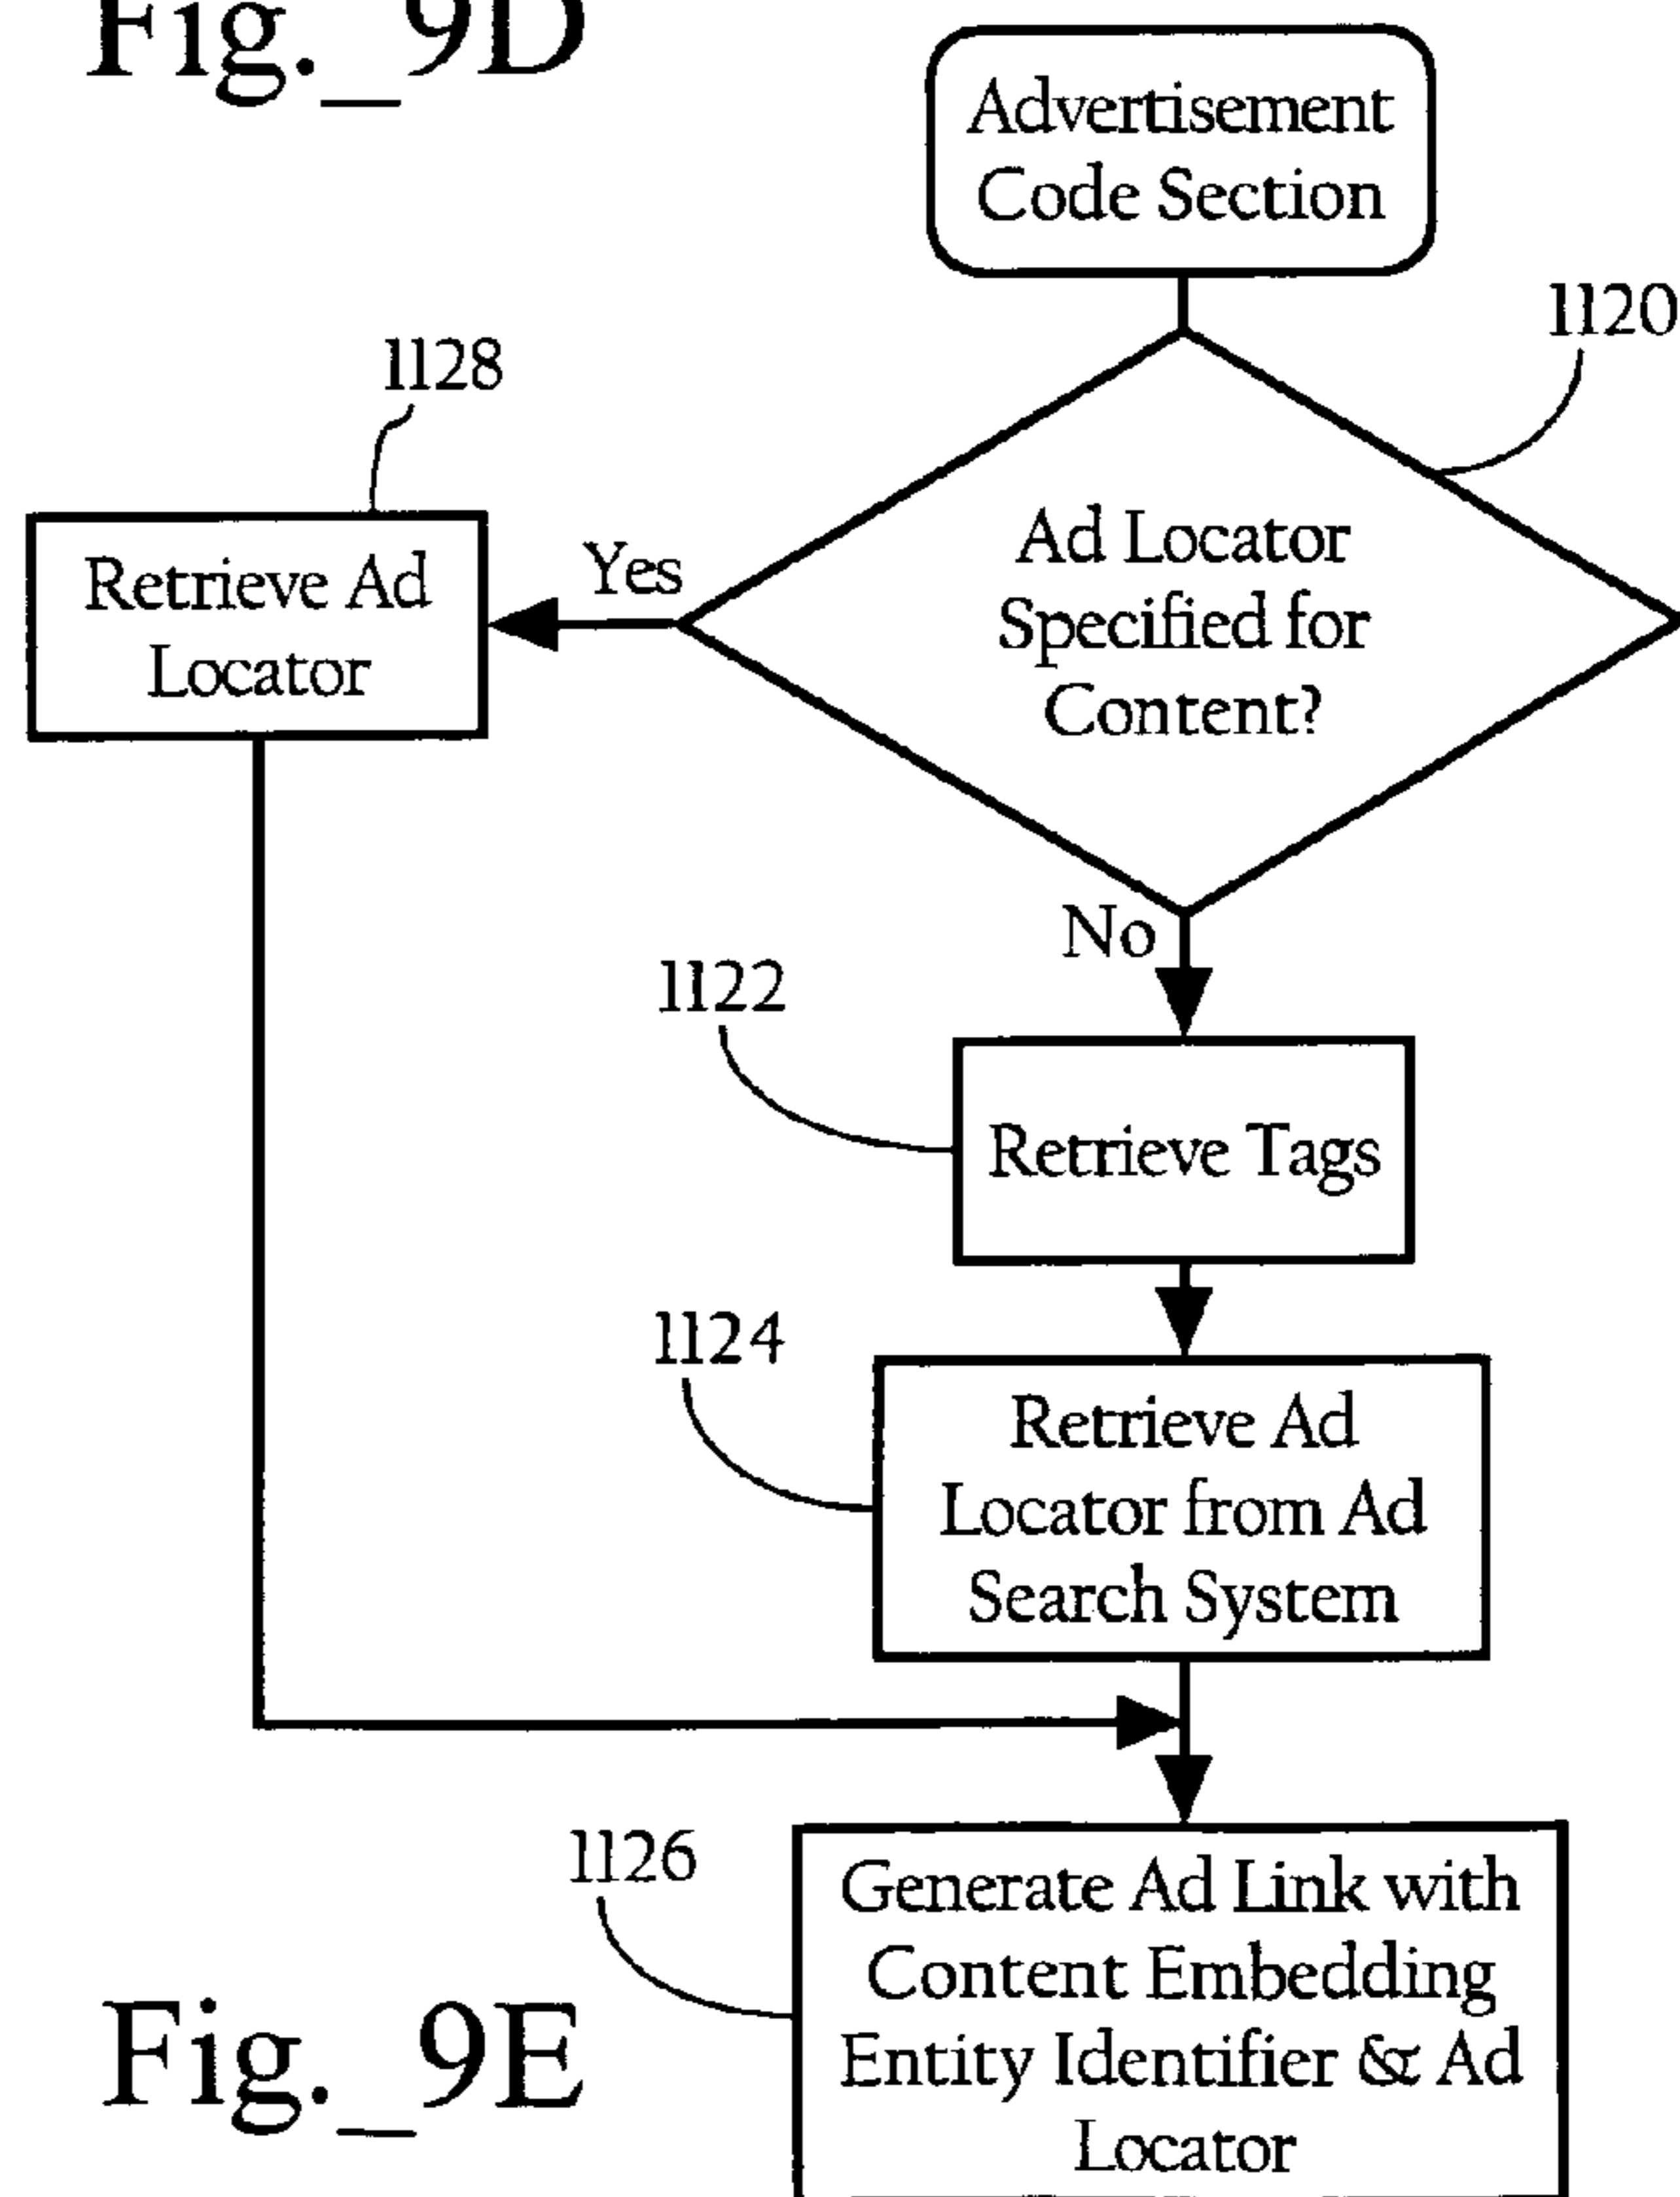 Fig._9D
Advertisement
Code Section
1120
1128
Ad Locator
Specified for
Content?
Yes
Retrieve Ad
Locator
No
1122
Retrieve Tags
1124
Retrieve Ad
Locator from Ad
Search System
1126
Generate Ad Link with
Content Embedding
Entity Identifier & Ad
Locator
Fig._9E